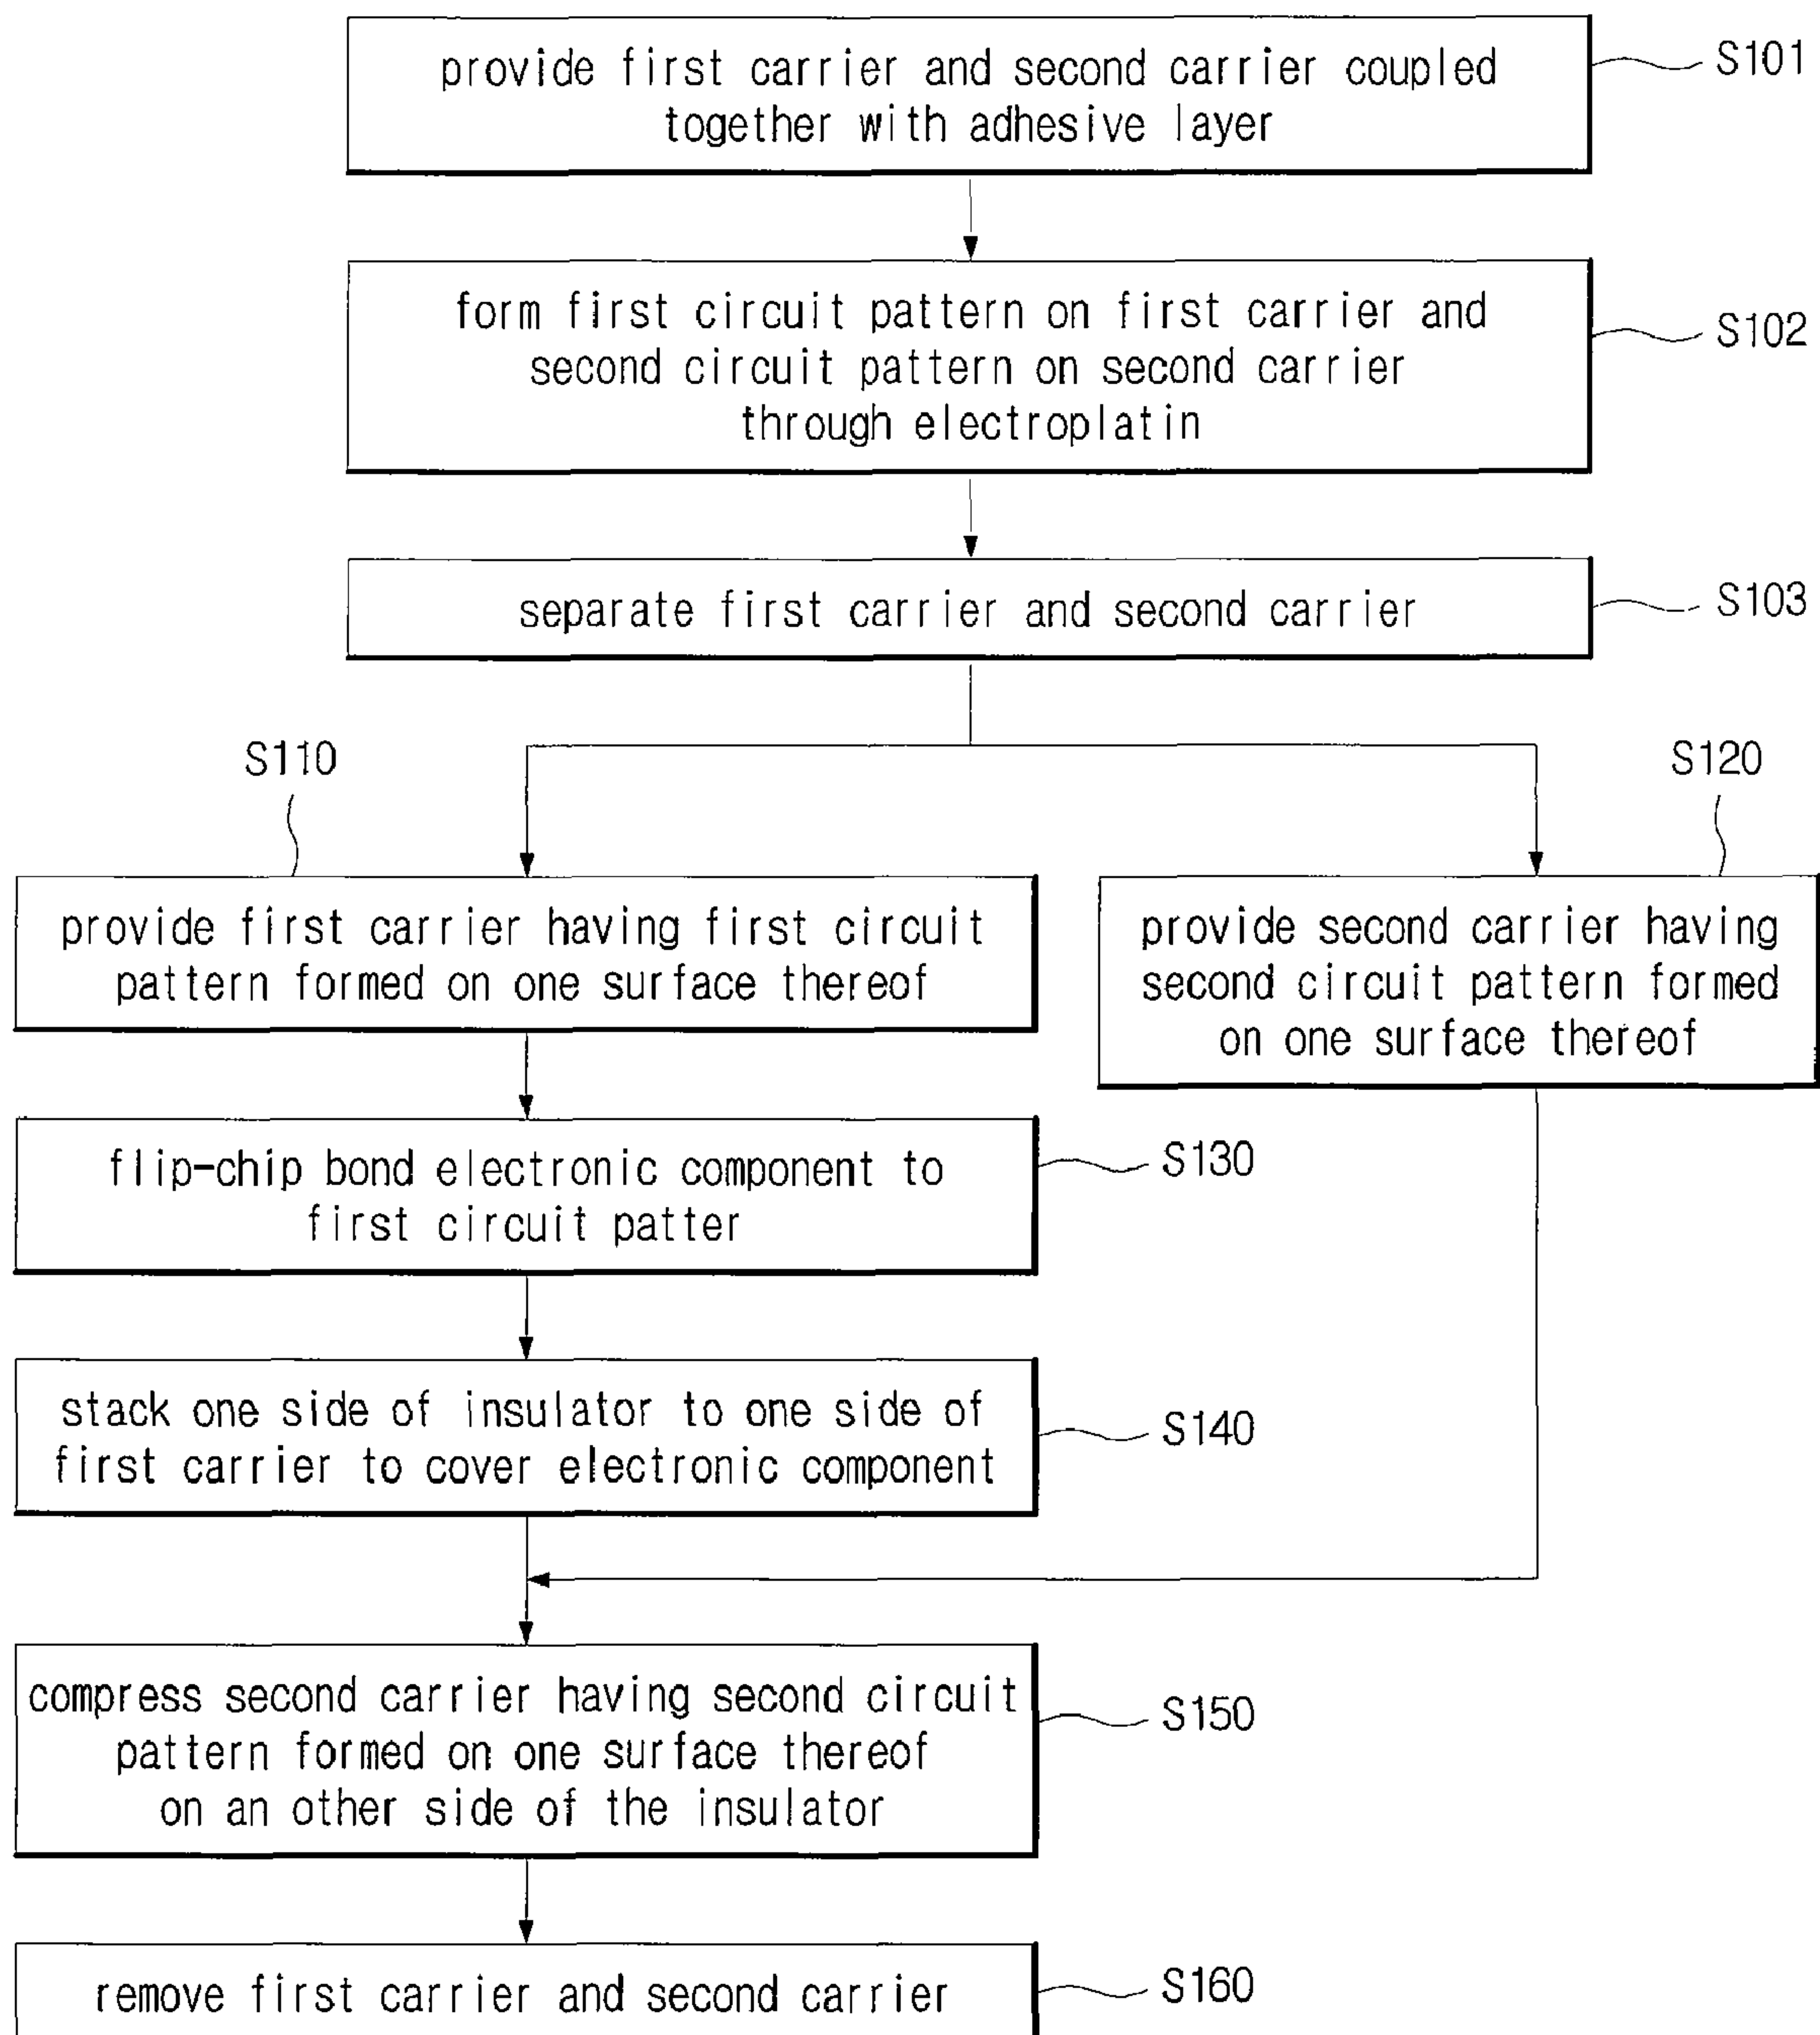 provide first carrier and second carrier coupled
together with adhesive layer
S101
form first circuit pattern on first carrier and
second circuit pattern on second carrier
through electroplatin
S102
separate first carrier and second carrier
S103
S110
S120
provide first carrier having first circuit
pattern formed on one surface thereof
provide second carrier having
second circuit pattern formed
on one surface thereof
flip-chip bond electronic component to
first circuit patter
S130
stack one side of insulator to one side of
first carrier to cover electronic component
S140
compress second carrier having second circuit
pattern formed on one surface thereof
on an other side of the insulator
S150
remove first carrier and second carrier
S160